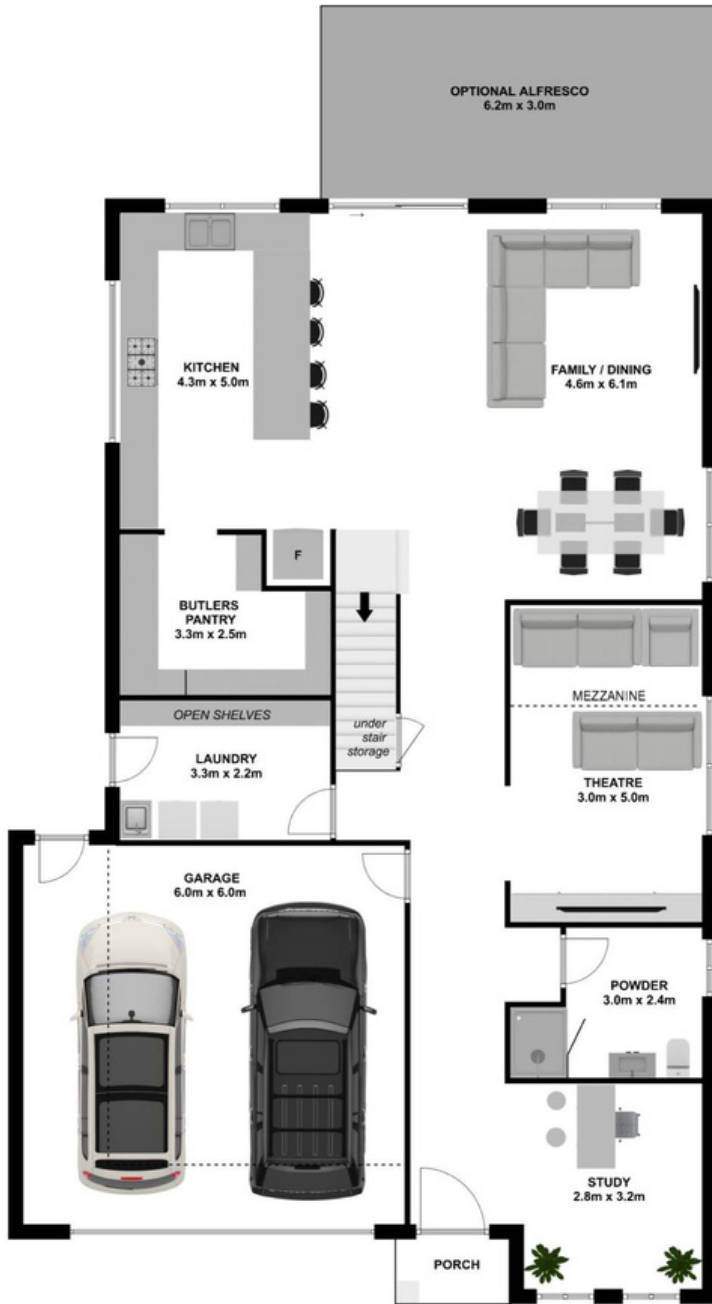 OPTIONAL ALFRESCO
6.2m x 3.0m
KITCHEN
4.3m x 5.0m
FAMILY / DINING
4.6m x 6.1m
F
BUTLERS
PANTRY
3.3m x 2.5m
MEZZANINE
OPEN SHELVES
under
stair
storage
LAUNDRY
3.3m x 2.2m
THEATRE
3.0m x 5.0m
GARAGE
6.0m x 6.0m
POWDER
3.0m x 2.4m
STUDY
2.8m x 3.2m
PORCH